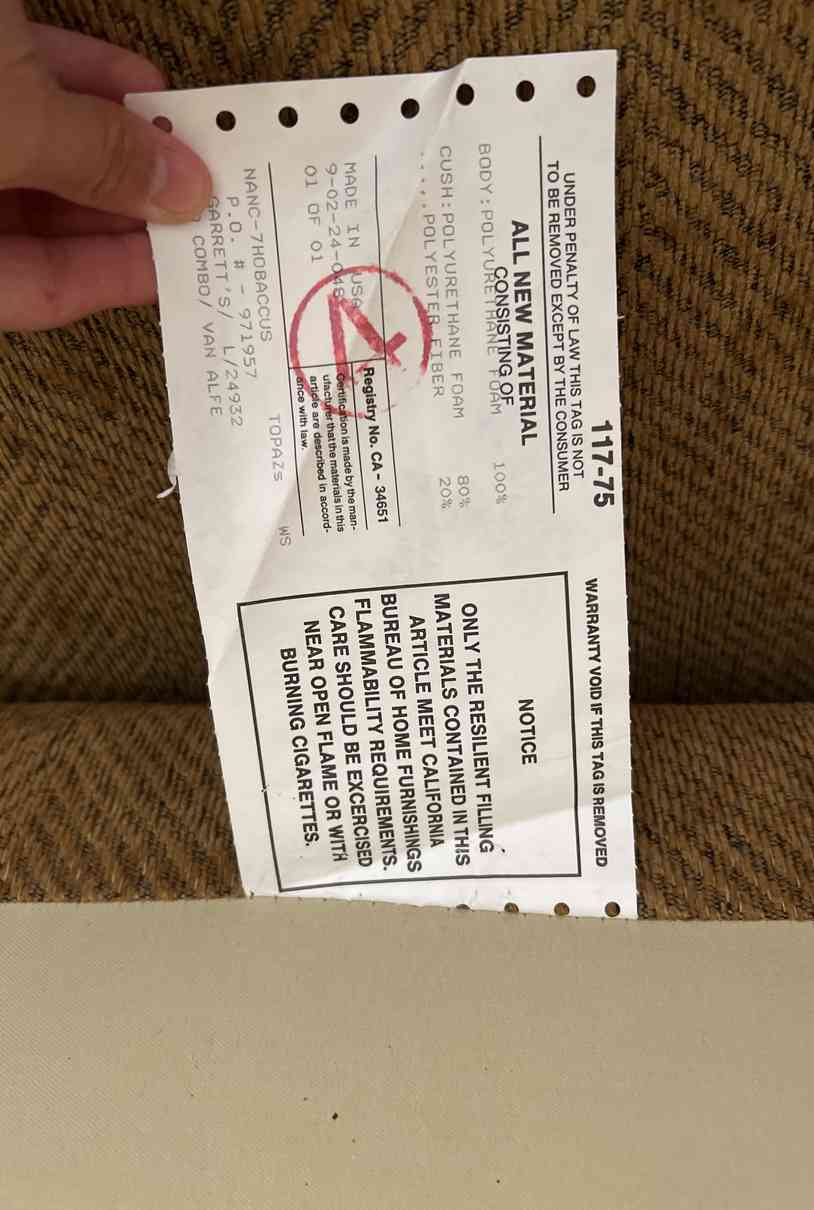 117-75
UNDER PENALTY OF LAW THIS TAG IS NOT
TO BE REMOVED EXCEPT BY THE CONSUMER
ALL NEW MATERIAL
CONSISTING OF
BODY:POLYURETHANE FOAM 100%
CUSH:POLYURETHANE FOAM 80%
.....POLYESTER FIBER 20%
Registry No. CA - 34651
Certification is made by the man-
ufacturer that the materials in this
article are described in accord-
ance with law.
MADE IN USA
9-02-24-048
01 OF 01
TOPAZs WS
NANC-7HOBACCUS
P.O. # - 971957
GARRETT'S/ L/24932
COMBO/ VAN ALFE
WARRANTY VOID IF THIS TAG IS REMOVED
NOTICE
ONLY THE RESILIENT FILLING
MATERIALS CONTAINED IN THIS
ARTICLE MEET CALIFORNIA
BUREAU OF HOME FURNISHINGS
FLAMMABILITY REQUIREMENTS.
CARE SHOULD BE EXCERCISED
NEAR OPEN FLAME OR WITH
BURNING CIGARETTES.